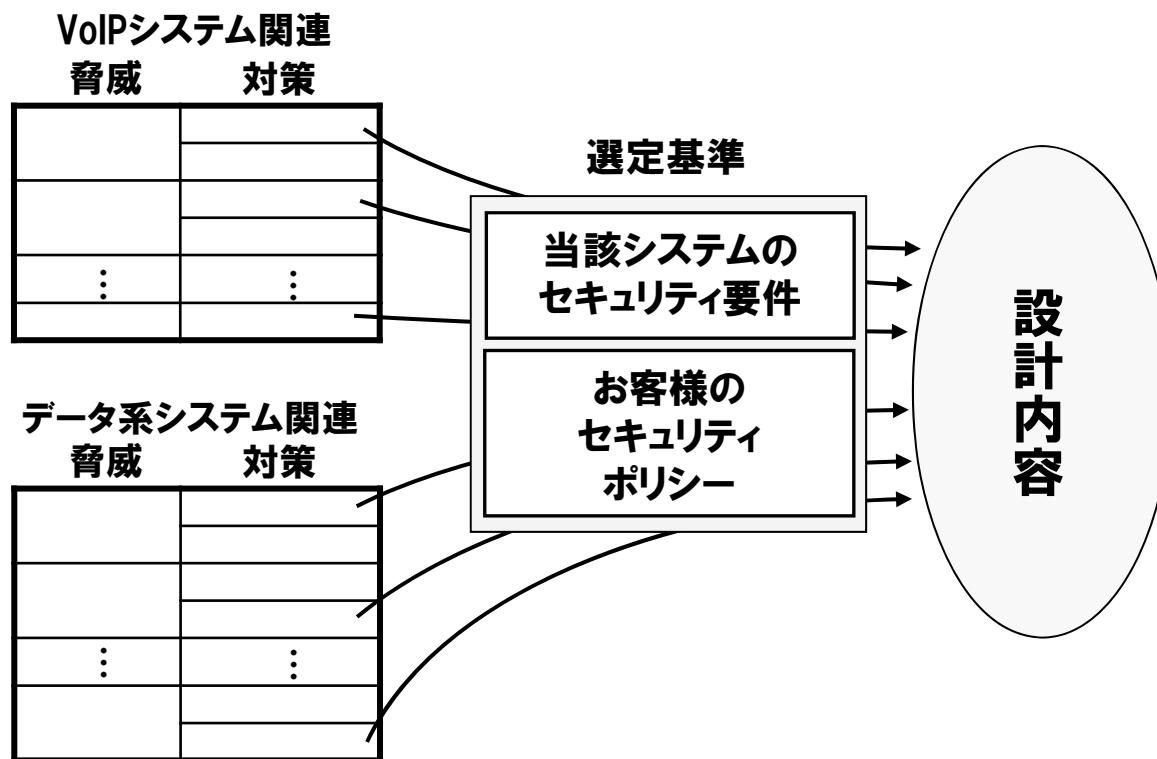 VoIPシステム関連
脅威 対策
⋮ ⋮
選定基準
当該システムの
セキュリティ要件
お客様の
セキュリティ
ポリシー
設計内容
データ系システム関連
脅威 対策
⋮ ⋮